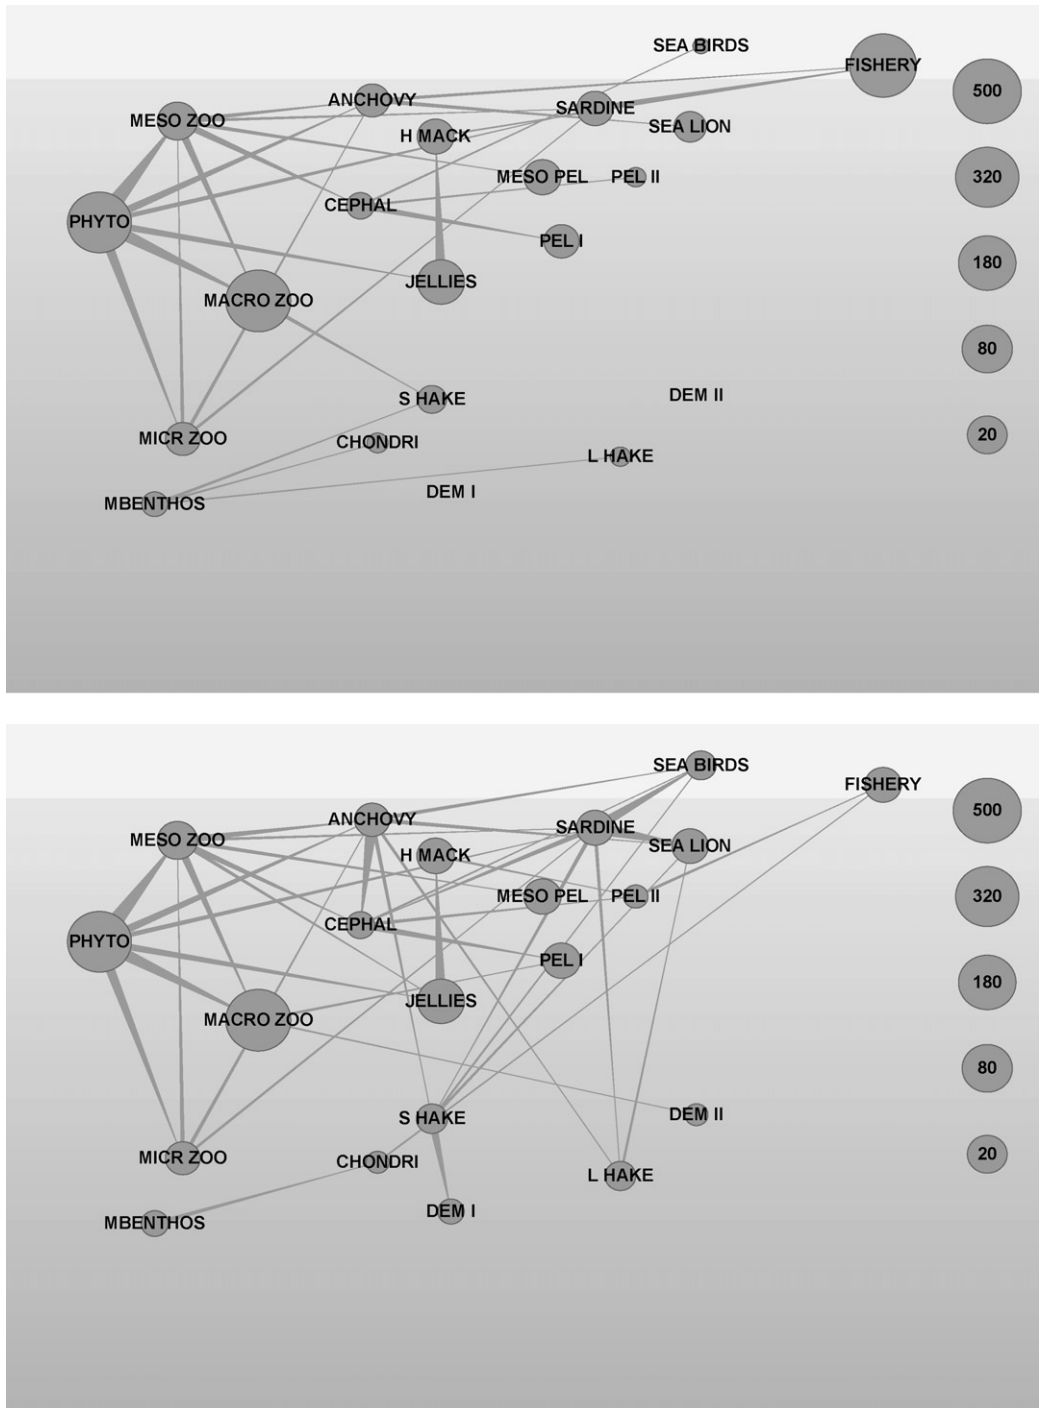 SEA BIRDS
FISHERY
500
ANCHOVY
SARDINE
MESO ZOO
H MACK
SEA LION
MESO PEL
PEL II
320
CEPHAL
PHYTO
PEL I
180
JELLIES
MACRO ZOO
80
S HAKE
DEM II
MICR ZOO
CHONDRI
20
L HAKE
DEM I
MBENTHOS
SEA BIRDS
FISHERY
500
ANCHOVY
SARDINE
MESO ZOO
H MACK
SEA LION
MESO PEL
PEL II
320
CEPHAL
PHYTO
PEL I
180
JELLIES
MACRO ZOO
80
S HAKE
DEM II
MICR ZOO
CHONDRI
20
L HAKE
DEM I
MBENTHOS